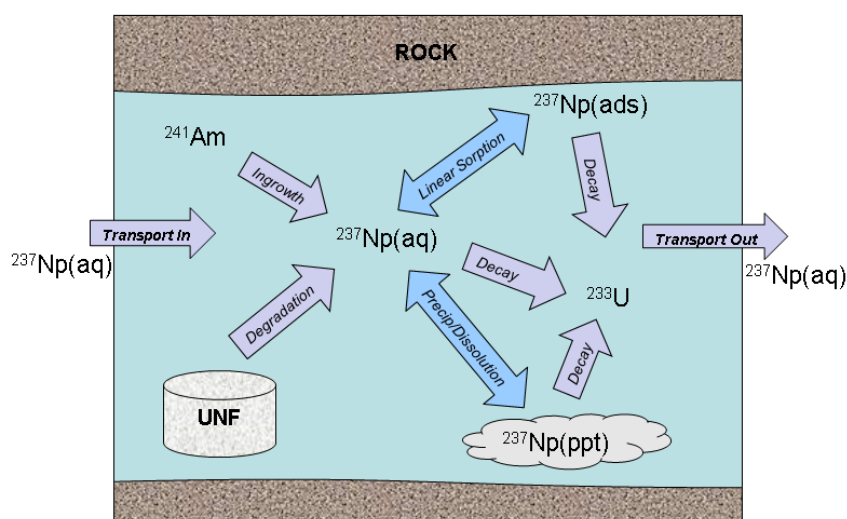 ROCK
²³⁷Np(ads)
²⁴¹Am
Ingrowth
Linear Sorption
Decay
Transport In
²³⁷Np(aq)
²³⁷Np(aq)
Transport Out
²³⁷Np(aq)
Decay
²³³U
Degradation
Precip/Dissolution
Decay
UNF
²³⁷Np(ppt)